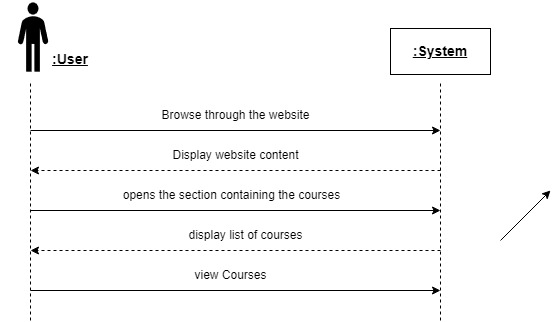 :User
:System
Browse through the website
Display website content
opens the section containing the courses
display list of courses
view Courses